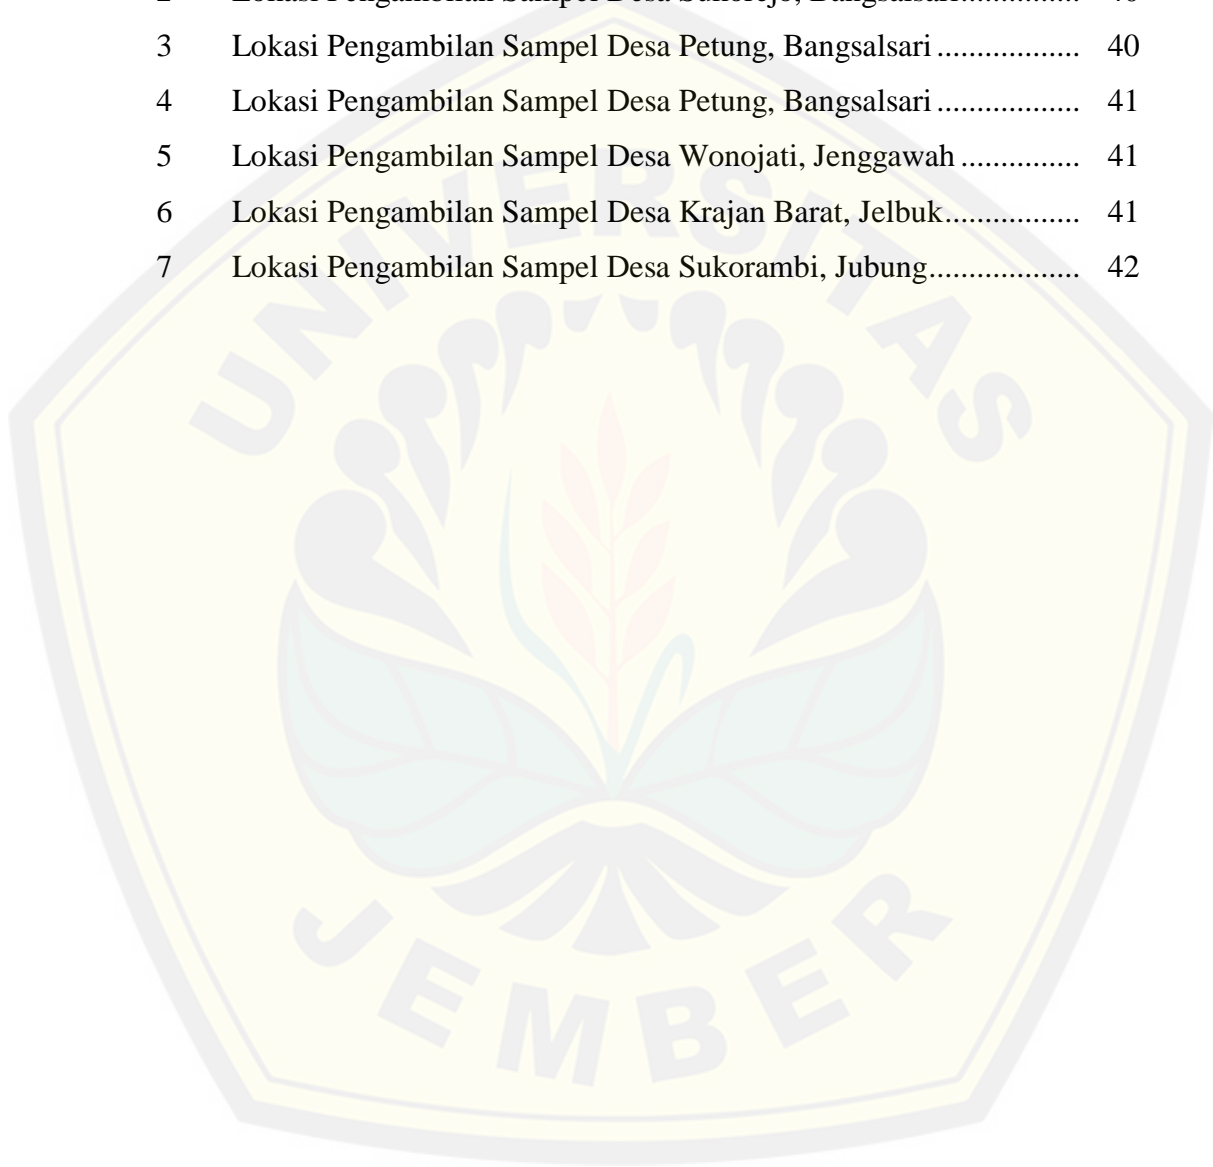 3 Lokasi Pengambilan Sampel Desa Petung, Bangsalsari .................. 40
4 Lokasi Pengambilan Sampel Desa Petung, Bangsalsari .................. 41
5 Lokasi Pengambilan Sampel Desa Wonojati, Jenggawah ............... 41
6 Lokasi Pengambilan Sampel Desa Krajan Barat, Jelbuk................. 41
7 Lokasi Pengambilan Sampel Desa Sukorambi, Jubung................... 42
UNIVERSITAS
JEMBER